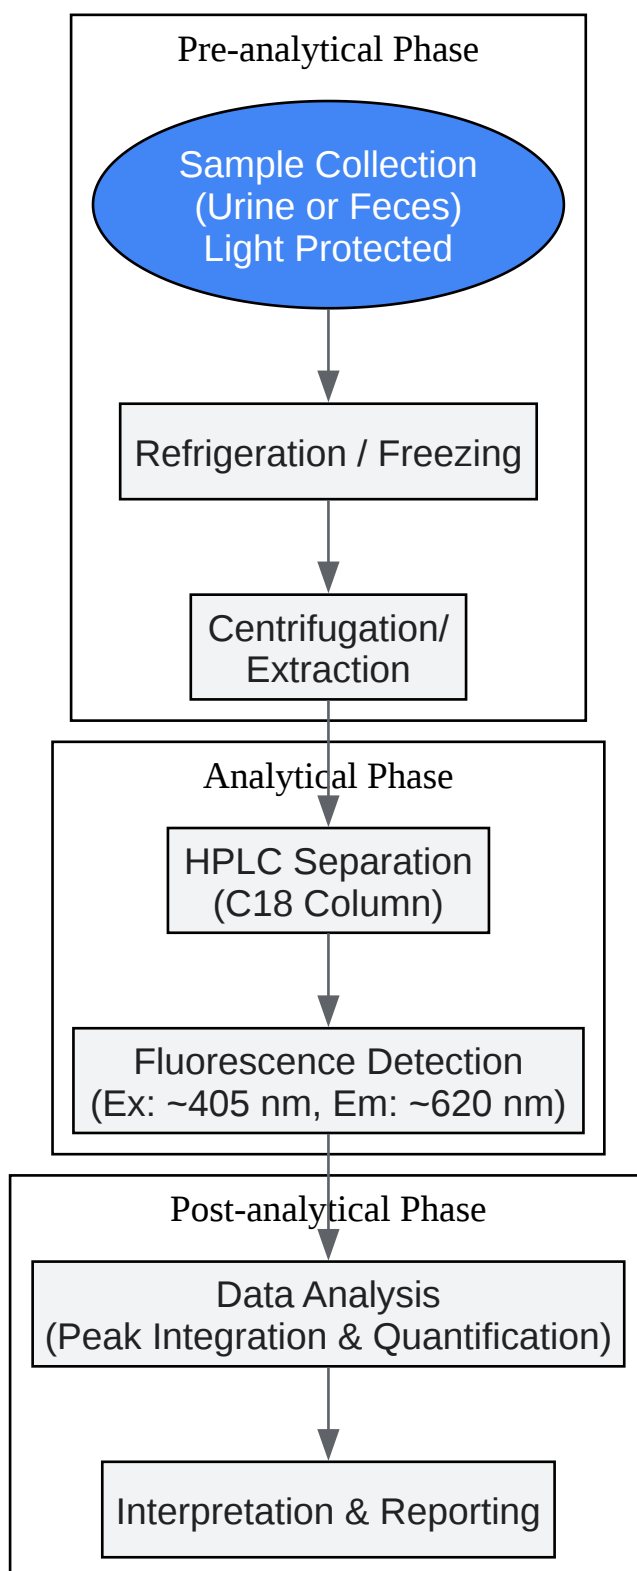 Pre-analytical Phase
Sample Collection
(Urine or Feces)
Light Protected
Refrigeration / Freezing
Centrifugation/
Extraction
Analytical Phase
HPLC Separation
(C18 Column)
Fluorescence Detection
(Ex: ~405 nm, Em: ~620 nm)
Post-analytical Phase
Data Analysis
(Peak Integration & Quantification)
Interpretation & Reporting